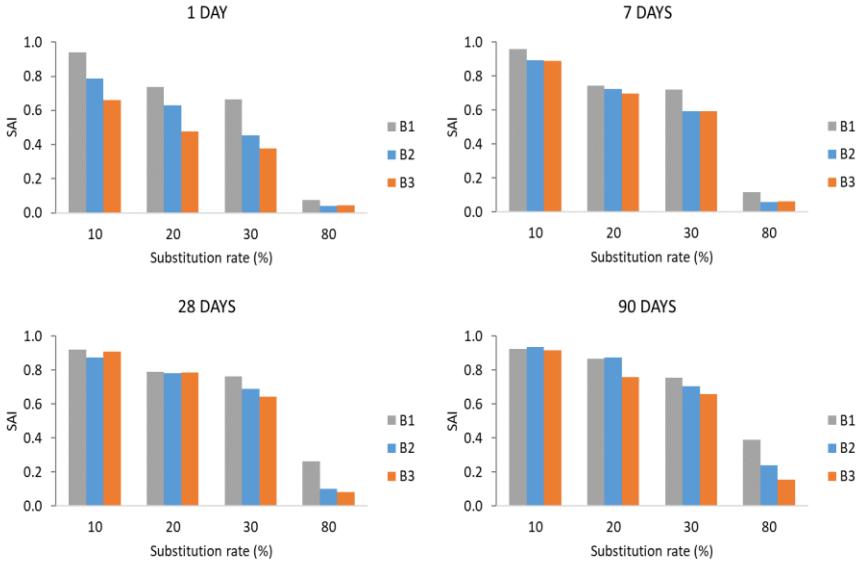 1 DAY
1.0
0.8
0.6
0.4
0.2
0.0
SAI
10 20 30 80
Substitution rate (%)
B1
B2
B3
7 DAYS
1.0
0.8
0.6
0.4
0.2
0.0
SAI
10 20 30 80
Substitution rate (%)
B1
B2
B3
28 DAYS
1.0
0.8
0.6
0.4
0.2
0.0
SAI
10 20 30 80
Substitution rate (%)
B1
B2
B3
90 DAYS
1.0
0.8
0.6
0.4
0.2
0.0
SAI
10 20 30 80
Substitution rate (%)
B1
B2
B3